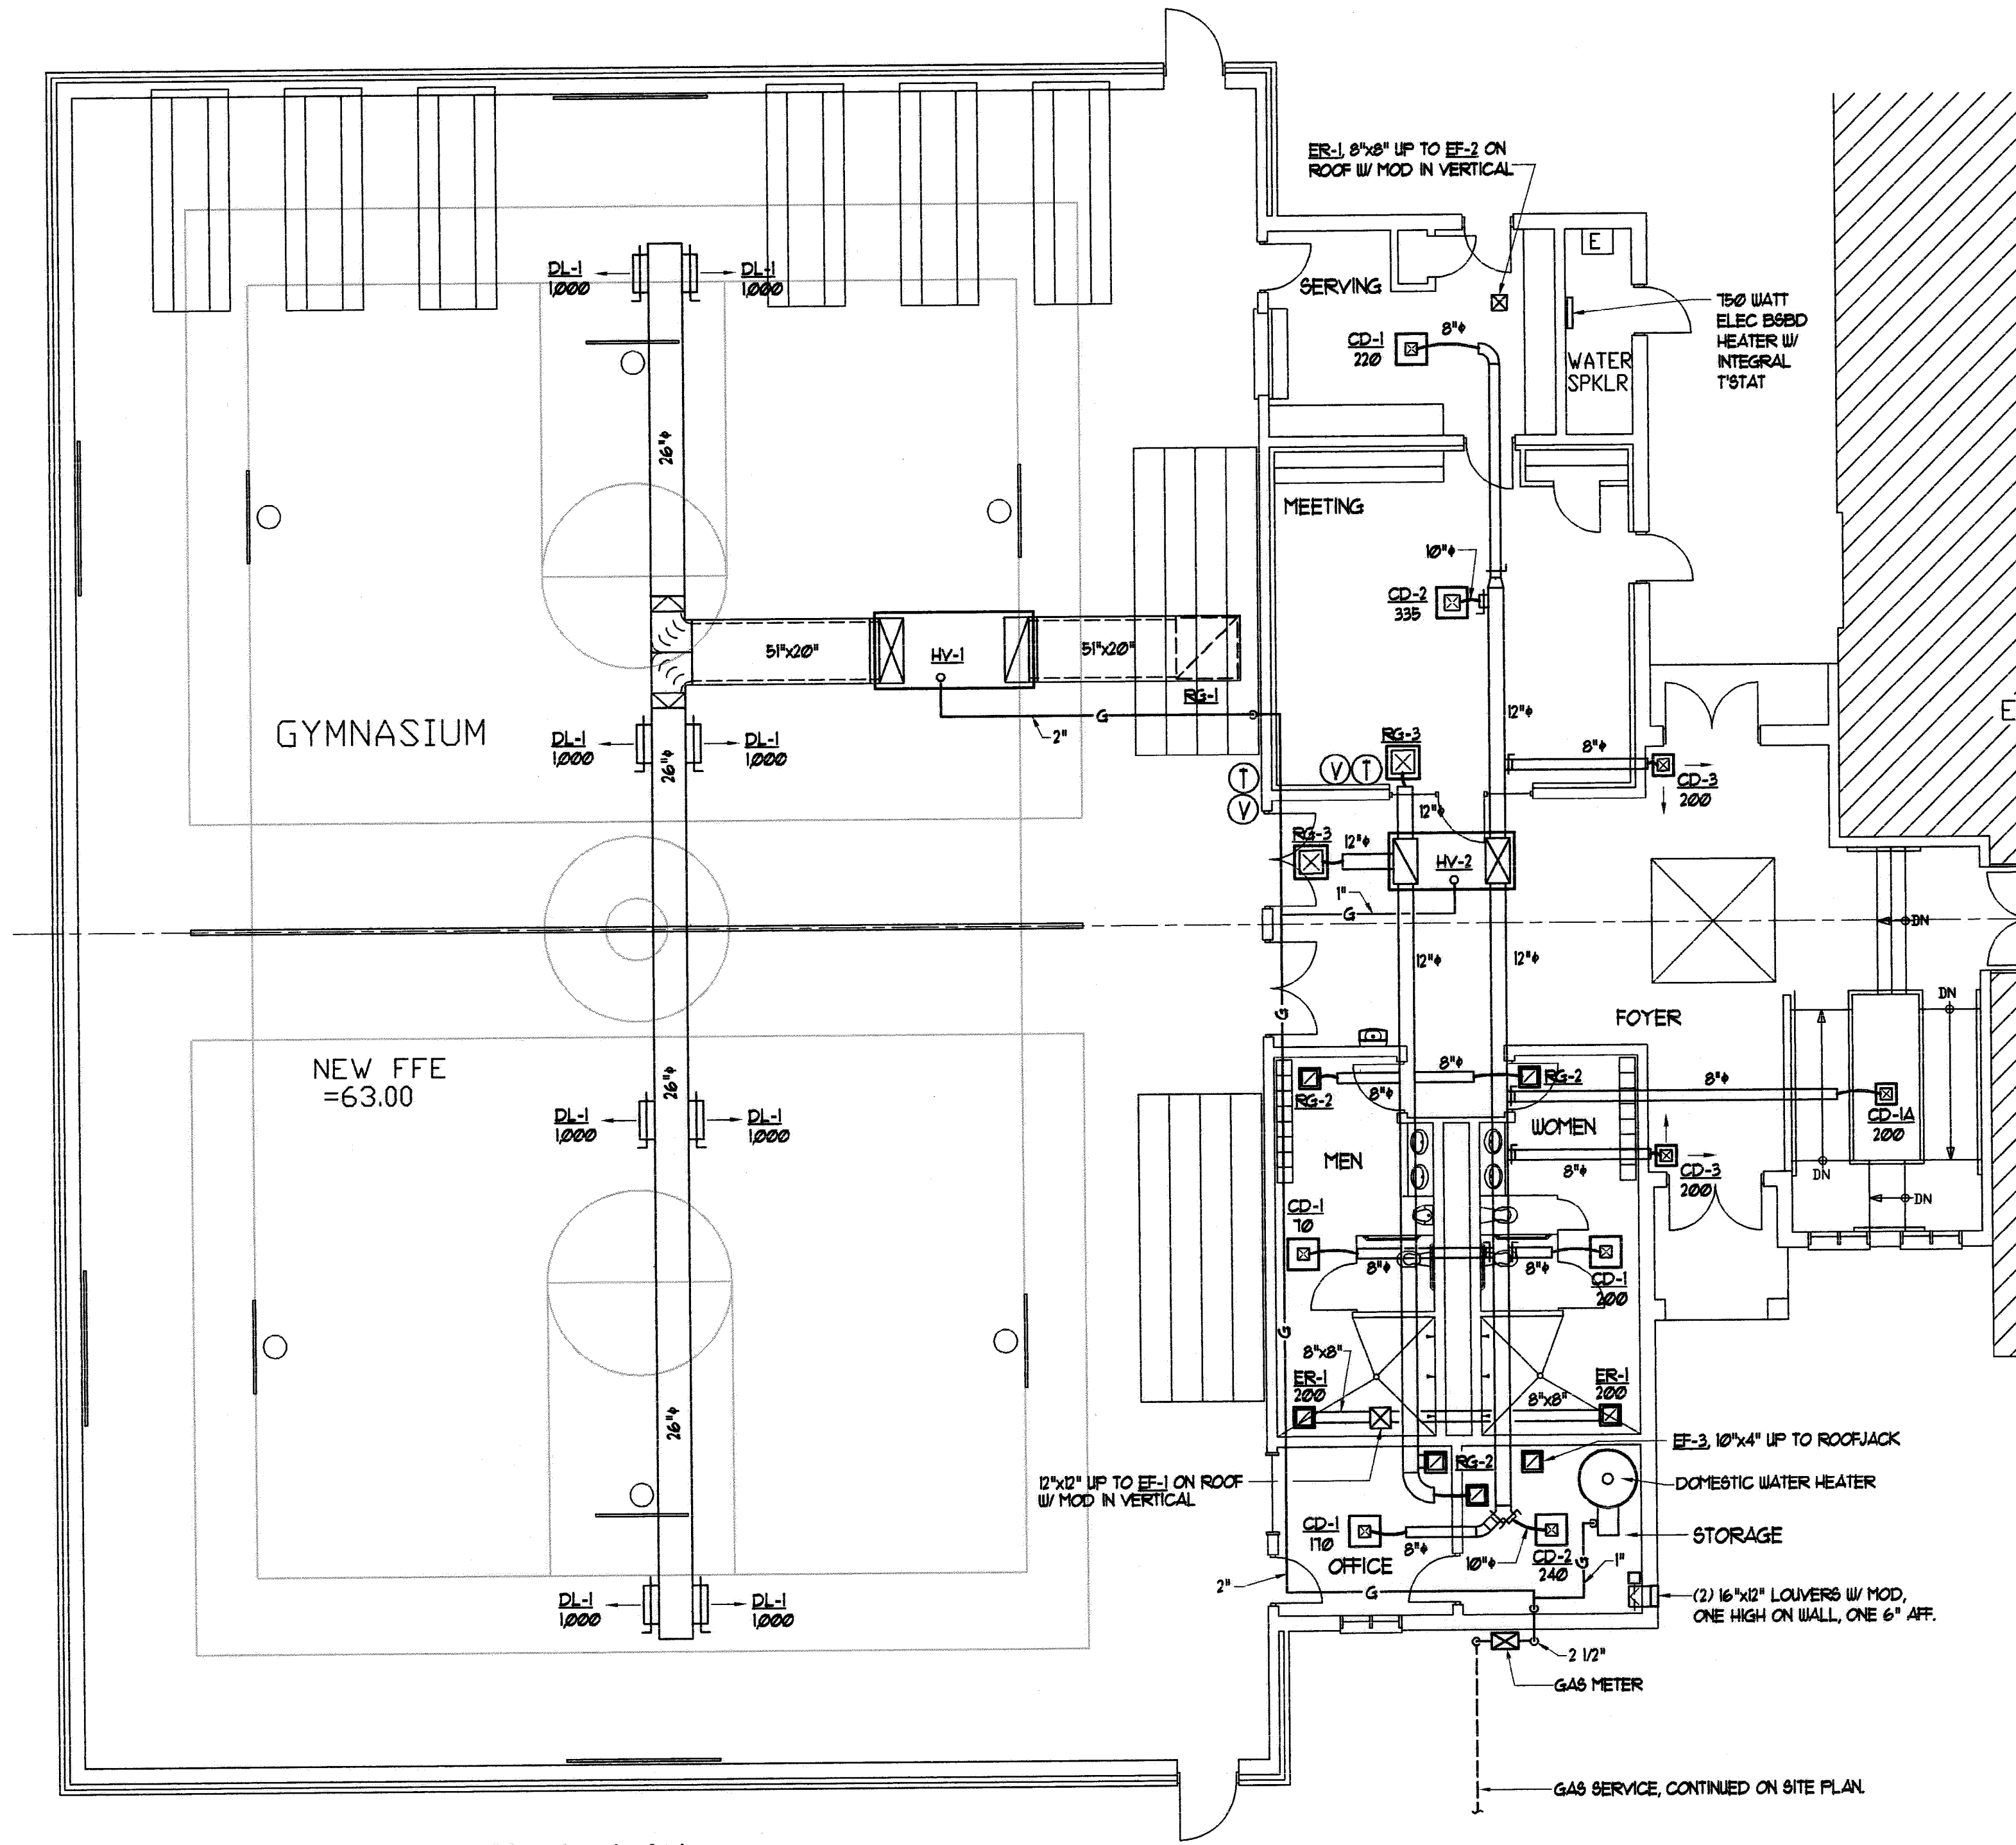 ER-1, 8"x8" UP TO EF-2 ON
ROOF W/ MOD IN VERTICAL
E
DL-1
1,000
DL-1
1,000
SERVING
CD-1
220
8"ϕ
WATER
SPKLR
750 WATT
ELEC BSBD
HEATER W/
INTEGRAL
T'STAT
26"ϕ
MEETING
10"ϕ
CD-2
335
51"x20"
HV-1
51"x20"
RG-1
G
2"
12"ϕ
GYMNASIUM
DL-1
1,000
DL-1
1,000
26"ϕ
RG-3
8"ϕ
CD-3
200
T
V
V
T
E
12"ϕ
RG-3
12"ϕ
HV-2
1"
G
DN
12"ϕ
12"ϕ
G
FOYER
DN
NEW FFE
=63.00
26"ϕ
DL-1
1,000
DL-1
1,000
8"ϕ
RG-2
8"ϕ
RG-2
8"ϕ
CD-1A
200
WOMEN
MEN
8"ϕ
CD-3
200
DN
DN
CD-1
70
8"ϕ
8"ϕ
CD-1
200
G
8"x8"
ER-1
200
8"x8"
ER-1
200
26"ϕ
EF-3, 10"x4" UP TO ROOFJACK
RG-2
12"x12" UP TO EF-1 ON ROOF
W/ MOD IN VERTICAL
DOMESTIC WATER HEATER
CD-1
170
8"ϕ
10"ϕ
CD-2
240
STORAGE
OFFICE
G
1"
2"
G
DL-1
1,000
DL-1
1,000
(2) 16"x12" LOUVERS W/ MOD,
ONE HIGH ON WALL, ONE 6" AFF.
2 1/2"
GAS METER
GAS SERVICE, CONTINUED ON SITE PLAN.